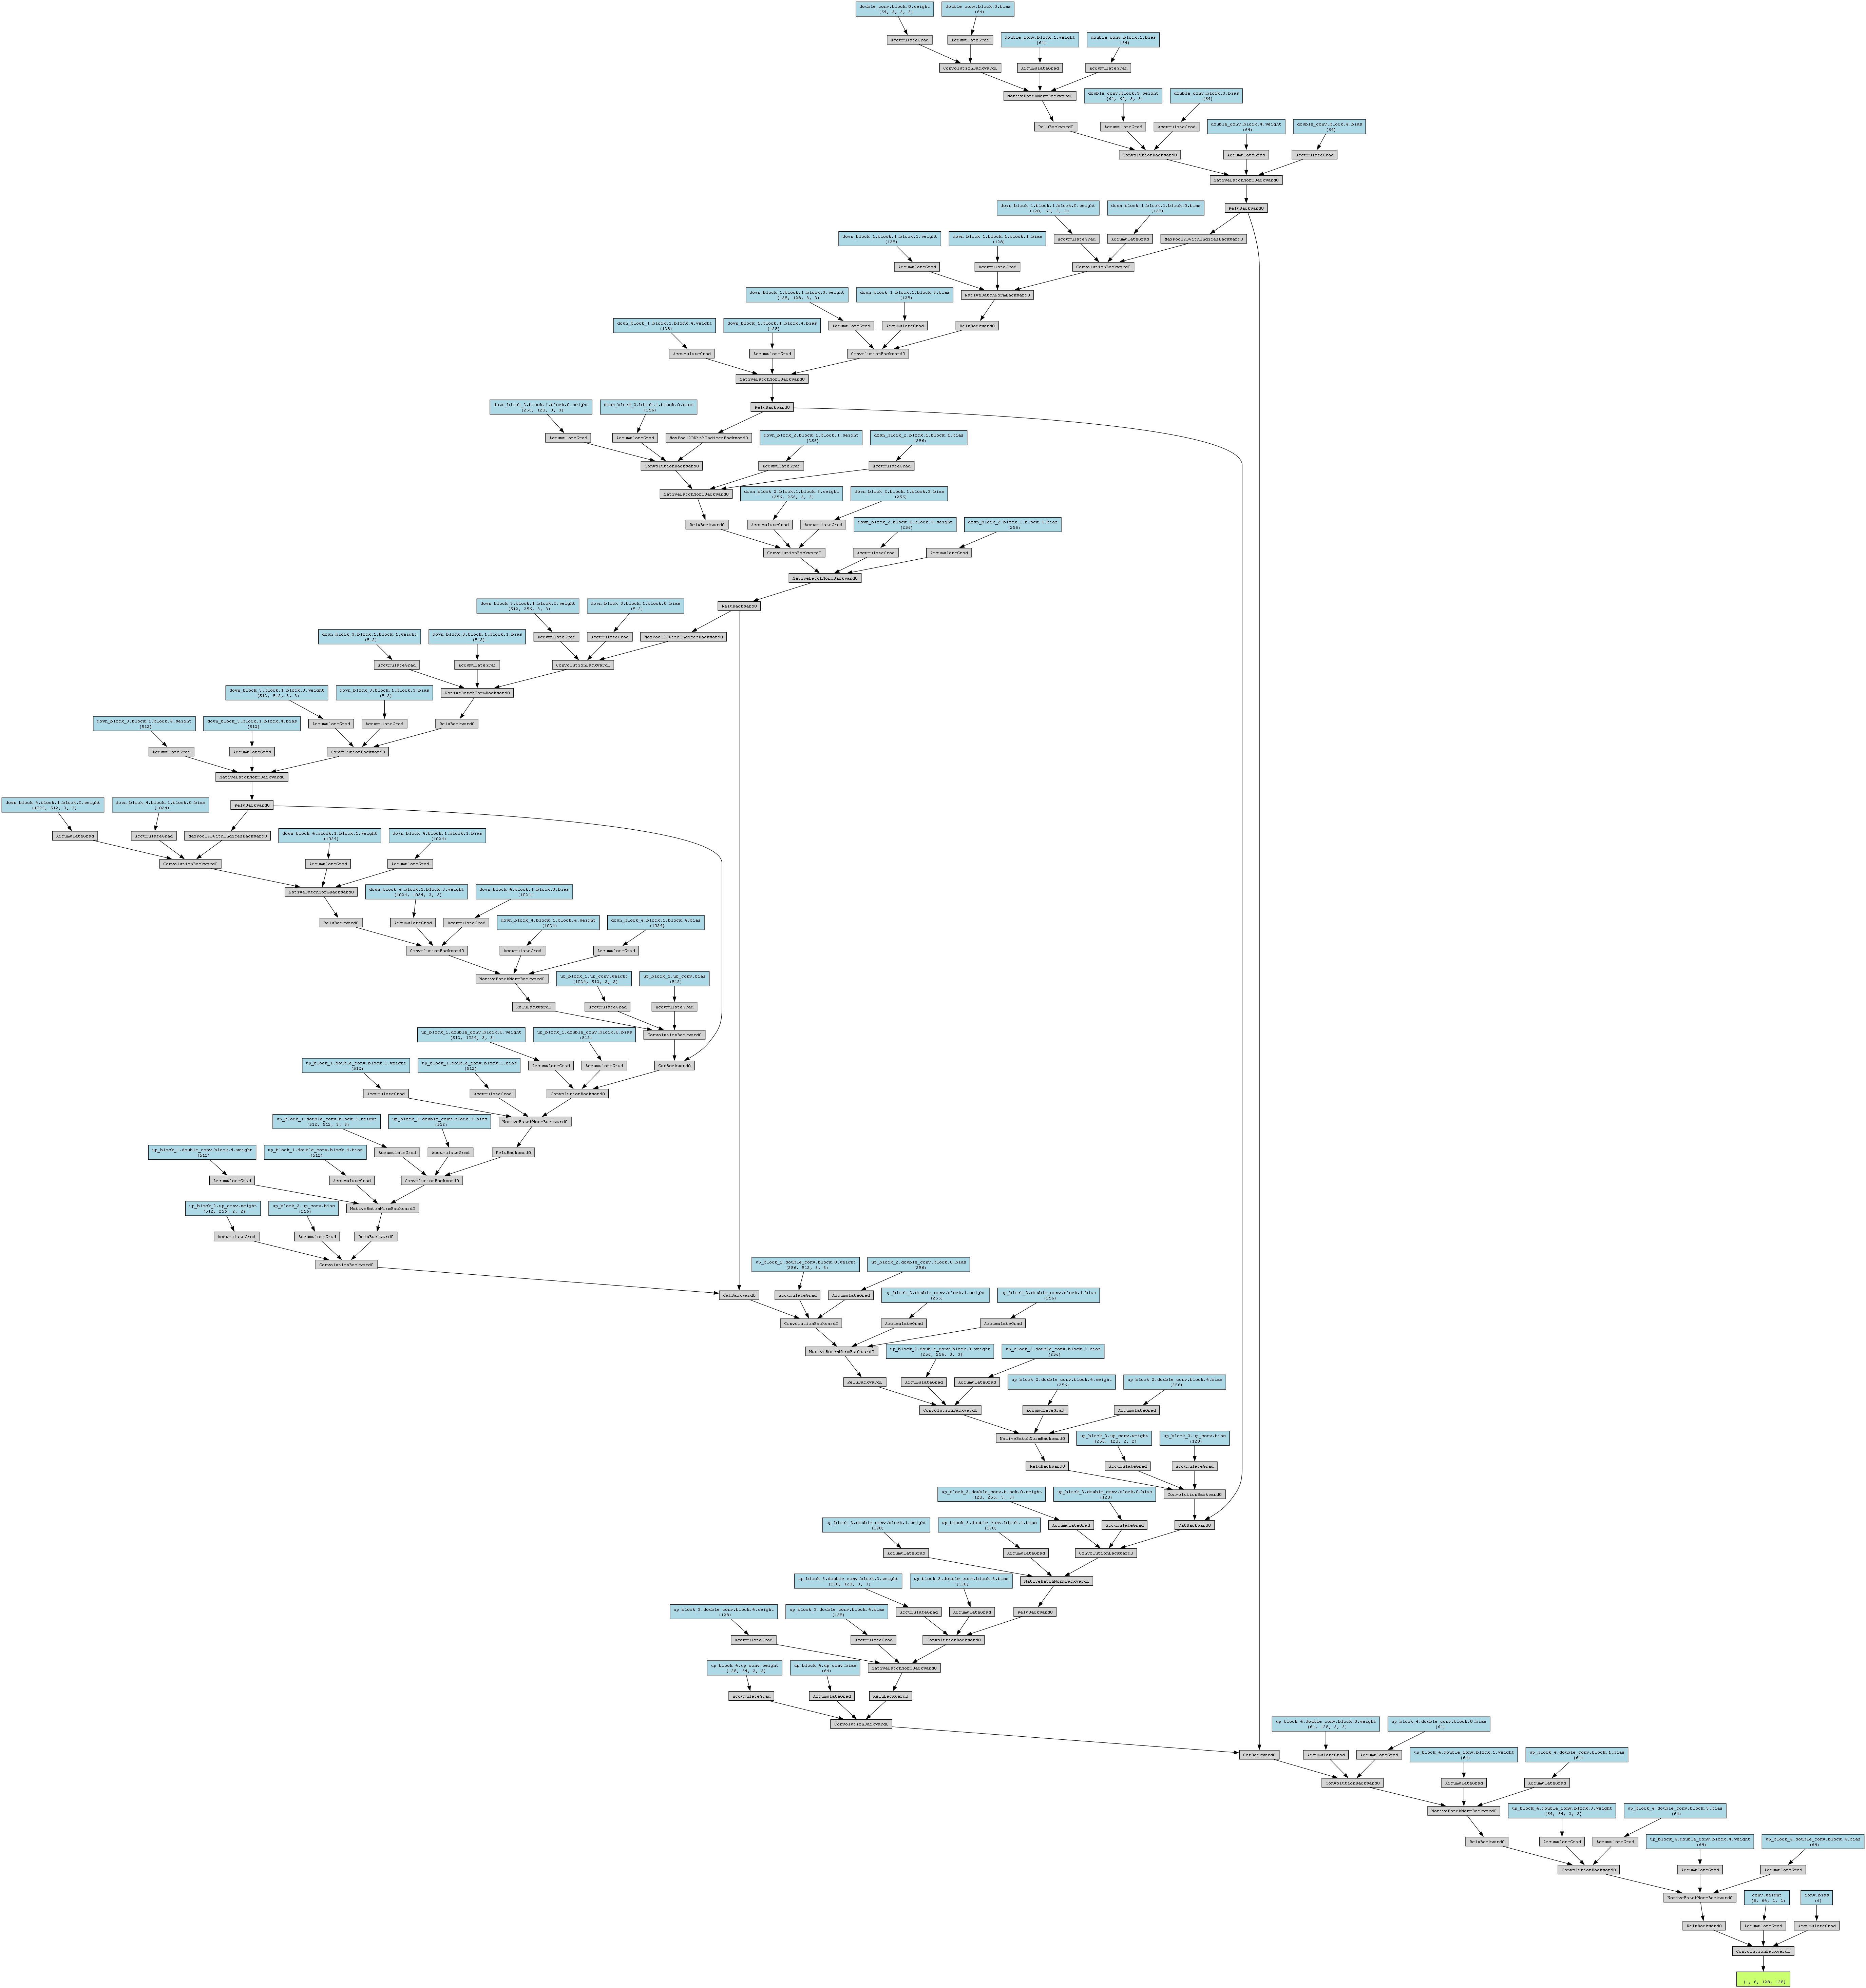 double_conv.block.0.weight
(64, 3, 3, 3)
double_conv.block.0.bias
(64)
AccumulateGrad
AccumulateGrad
double_conv.block.1.weight
(64)
double_conv.block.1.bias
(64)
ConvolutionBackward0
AccumulateGrad
AccumulateGrad
NativeBatchNormBackward0
double_conv.block.3.weight
(64, 64, 3, 3)
double_conv.block.3.bias
(64)
ReluBackward0
AccumulateGrad
AccumulateGrad
double_conv.block.4.weight
(64)
double_conv.block.4.bias
(64)
ConvolutionBackward0
AccumulateGrad
AccumulateGrad
NativeBatchNormBackward0
down_block_1.block.1.block.0.weight
(128, 64, 3, 3)
down_block_1.block.1.block.0.bias
(128)
ReluBackward0
down_block_1.block.1.block.1.weight
(128)
down_block_1.block.1.block.1.bias
(128)
AccumulateGrad
AccumulateGrad
MaxPool2DWithIndicesBackward0
AccumulateGrad
AccumulateGrad
ConvolutionBackward0
down_block_1.block.1.block.3.weight
(128, 128, 3, 3)
down_block_1.block.1.block.3.bias
(128)
NativeBatchNormBackward0
down_block_1.block.1.block.4.weight
(128)
down_block_1.block.1.block.4.bias
(128)
AccumulateGrad
AccumulateGrad
ReluBackward0
AccumulateGrad
AccumulateGrad
ConvolutionBackward0
NativeBatchNormBackward0
down_block_2.block.1.block.0.weight
(256, 128, 3, 3)
down_block_2.block.1.block.0.bias
(256)
ReluBackward0
AccumulateGrad
AccumulateGrad
MaxPool2DWithIndicesBackward0
down_block_2.block.1.block.1.weight
(256)
down_block_2.block.1.block.1.bias
(256)
ConvolutionBackward0
AccumulateGrad
AccumulateGrad
NativeBatchNormBackward0
down_block_2.block.1.block.3.weight
(256, 256, 3, 3)
down_block_2.block.1.block.3.bias
(256)
ReluBackward0
AccumulateGrad
AccumulateGrad
down_block_2.block.1.block.4.weight
(256)
down_block_2.block.1.block.4.bias
(256)
ConvolutionBackward0
AccumulateGrad
AccumulateGrad
NativeBatchNormBackward0
down_block_3.block.1.block.0.weight
(512, 256, 3, 3)
down_block_3.block.1.block.0.bias
(512)
ReluBackward0
down_block_3.block.1.block.1.weight
(512)
down_block_3.block.1.block.1.bias
(512)
AccumulateGrad
AccumulateGrad
MaxPool2DWithIndicesBackward0
AccumulateGrad
AccumulateGrad
ConvolutionBackward0
down_block_3.block.1.block.3.weight
(512, 512, 3, 3)
down_block_3.block.1.block.3.bias
(512)
NativeBatchNormBackward0
down_block_3.block.1.block.4.weight
(512)
down_block_3.block.1.block.4.bias
(512)
AccumulateGrad
AccumulateGrad
ReluBackward0
AccumulateGrad
AccumulateGrad
ConvolutionBackward0
NativeBatchNormBackward0
down_block_4.block.1.block.0.weight
(1024, 512, 3, 3)
down_block_4.block.1.block.0.bias
(1024)
ReluBackward0
AccumulateGrad
AccumulateGrad
MaxPool2DWithIndicesBackward0
down_block_4.block.1.block.1.weight
(1024)
down_block_4.block.1.block.1.bias
(1024)
ConvolutionBackward0
AccumulateGrad
AccumulateGrad
NativeBatchNormBackward0
down_block_4.block.1.block.3.weight
(1024, 1024, 3, 3)
down_block_4.block.1.block.3.bias
(1024)
ReluBackward0
AccumulateGrad
AccumulateGrad
down_block_4.block.1.block.4.weight
(1024)
down_block_4.block.1.block.4.bias
(1024)
ConvolutionBackward0
AccumulateGrad
AccumulateGrad
NativeBatchNormBackward0
up_block_1.up_conv.weight
(1024, 512, 2, 2)
up_block_1.up_conv.bias
(512)
ReluBackward0
AccumulateGrad
AccumulateGrad
up_block_1.double_conv.block.0.weight
(512, 1024, 3, 3)
up_block_1.double_conv.block.0.bias
(512)
ConvolutionBackward0
up_block_1.double_conv.block.1.weight
(512)
up_block_1.double_conv.block.1.bias
(512)
AccumulateGrad
AccumulateGrad
CatBackward0
AccumulateGrad
AccumulateGrad
ConvolutionBackward0
up_block_1.double_conv.block.3.weight
(512, 512, 3, 3)
up_block_1.double_conv.block.3.bias
(512)
NativeBatchNormBackward0
up_block_1.double_conv.block.4.weight
(512)
up_block_1.double_conv.block.4.bias
(512)
AccumulateGrad
AccumulateGrad
ReluBackward0
AccumulateGrad
AccumulateGrad
ConvolutionBackward0
up_block_2.up_conv.weight
(512, 256, 2, 2)
up_block_2.up_conv.bias
(256)
NativeBatchNormBackward0
AccumulateGrad
AccumulateGrad
ReluBackward0
ConvolutionBackward0
up_block_2.double_conv.block.0.weight
(256, 512, 3, 3)
up_block_2.double_conv.block.0.bias
(256)
CatBackward0
AccumulateGrad
AccumulateGrad
up_block_2.double_conv.block.1.weight
(256)
up_block_2.double_conv.block.1.bias
(256)
ConvolutionBackward0
AccumulateGrad
AccumulateGrad
NativeBatchNormBackward0
up_block_2.double_conv.block.3.weight
(256, 256, 3, 3)
up_block_2.double_conv.block.3.bias
(256)
ReluBackward0
AccumulateGrad
AccumulateGrad
up_block_2.double_conv.block.4.weight
(256)
up_block_2.double_conv.block.4.bias
(256)
ConvolutionBackward0
AccumulateGrad
AccumulateGrad
NativeBatchNormBackward0
up_block_3.up_conv.weight
(256, 128, 2, 2)
up_block_3.up_conv.bias
(128)
ReluBackward0
AccumulateGrad
AccumulateGrad
up_block_3.double_conv.block.0.weight
(128, 256, 3, 3)
up_block_3.double_conv.block.0.bias
(128)
ConvolutionBackward0
up_block_3.double_conv.block.1.weight
(128)
up_block_3.double_conv.block.1.bias
(128)
AccumulateGrad
AccumulateGrad
CatBackward0
AccumulateGrad
AccumulateGrad
ConvolutionBackward0
up_block_3.double_conv.block.3.weight
(128, 128, 3, 3)
up_block_3.double_conv.block.3.bias
(128)
NativeBatchNormBackward0
up_block_3.double_conv.block.4.weight
(128)
up_block_3.double_conv.block.4.bias
(128)
AccumulateGrad
AccumulateGrad
ReluBackward0
AccumulateGrad
AccumulateGrad
ConvolutionBackward0
up_block_4.up_conv.weight
(128, 64, 2, 2)
up_block_4.up_conv.bias
(64)
NativeBatchNormBackward0
AccumulateGrad
AccumulateGrad
ReluBackward0
ConvolutionBackward0
up_block_4.double_conv.block.0.weight
(64, 128, 3, 3)
up_block_4.double_conv.block.0.bias
(64)
CatBackward0
AccumulateGrad
AccumulateGrad
up_block_4.double_conv.block.1.weight
(64)
up_block_4.double_conv.block.1.bias
(64)
ConvolutionBackward0
AccumulateGrad
AccumulateGrad
NativeBatchNormBackward0
up_block_4.double_conv.block.3.weight
(64, 64, 3, 3)
up_block_4.double_conv.block.3.bias
(64)
ReluBackward0
AccumulateGrad
AccumulateGrad
up_block_4.double_conv.block.4.weight
(64)
up_block_4.double_conv.block.4.bias
(64)
ConvolutionBackward0
AccumulateGrad
AccumulateGrad
NativeBatchNormBackward0
conv.weight
(6, 64, 1, 1)
conv.bias
(6)
ReluBackward0
AccumulateGrad
AccumulateGrad
ConvolutionBackward0
(1, 6, 128, 128)